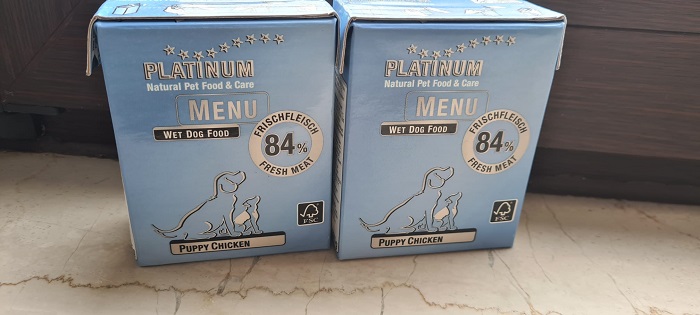 PLATINUM
Natural Pet Food & Care
MENU
WET DOG FOOD
FRISCHFLEISCH
84%
FRESH MEAT
FSC
PUPPY CHICKEN
PLATINUM
Natural Pet Food & Care
MENU
WET DOG FOOD
FRISCHFLEISCH
84%
FRESH MEAT
FSC
PUPPY CHICKEN